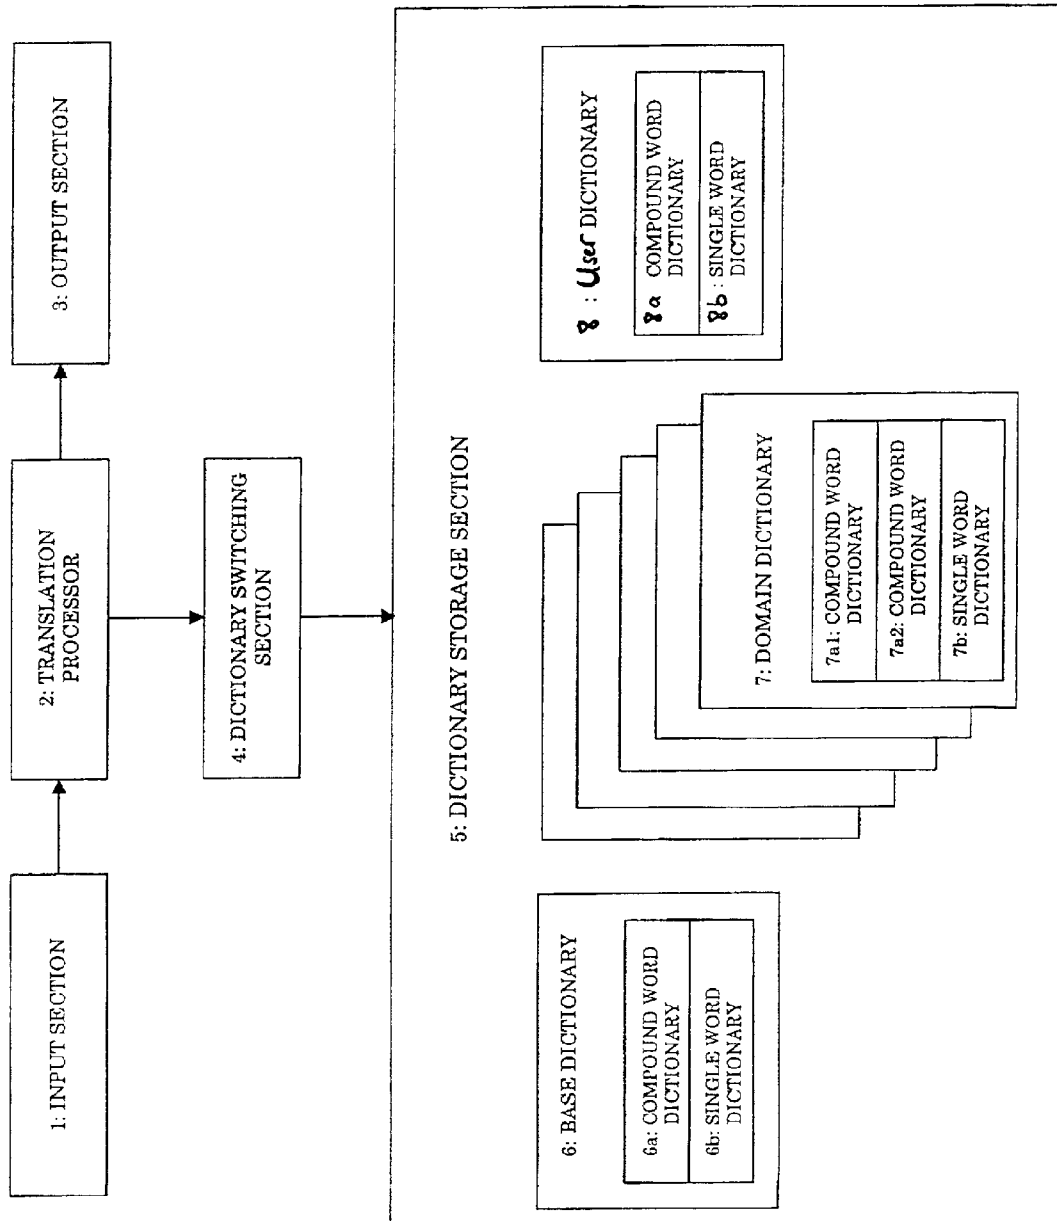 1: INPUT SECTION
2: TRANSLATION
PROCESSOR
3: OUTPUT SECTION
4: DICTIONARY SWITCHING
SECTION
5: DICTIONARY STORAGE SECTION
6: BASE DICTIONARY
6a: COMPOUND WORD
DICTIONARY
6b: SINGLE WORD
DICTIONARY
7: DOMAIN DICTIONARY
7a1: COMPOUND WORD
DICTIONARY
7a2: COMPOUND WORD
DICTIONARY
7b: SINGLE WORD
DICTIONARY
8 : User DICTIONARY
8a COMPOUND WORD
DICTIONARY
8b : SINGLE WORD
DICTIONARY